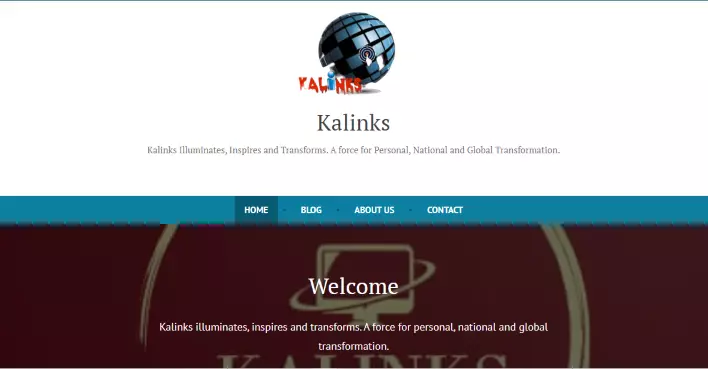 KALINKS
Kalinks
Kalinks Illuminates, Inspires and Transforms. A force for Personal, National and Global Transformation.
HOME
BLOG
ABOUT US
CONTACT
Welcome
Kalinks illuminates, inspires and transforms. A force for personal, national and global
transformation.
KALINKS